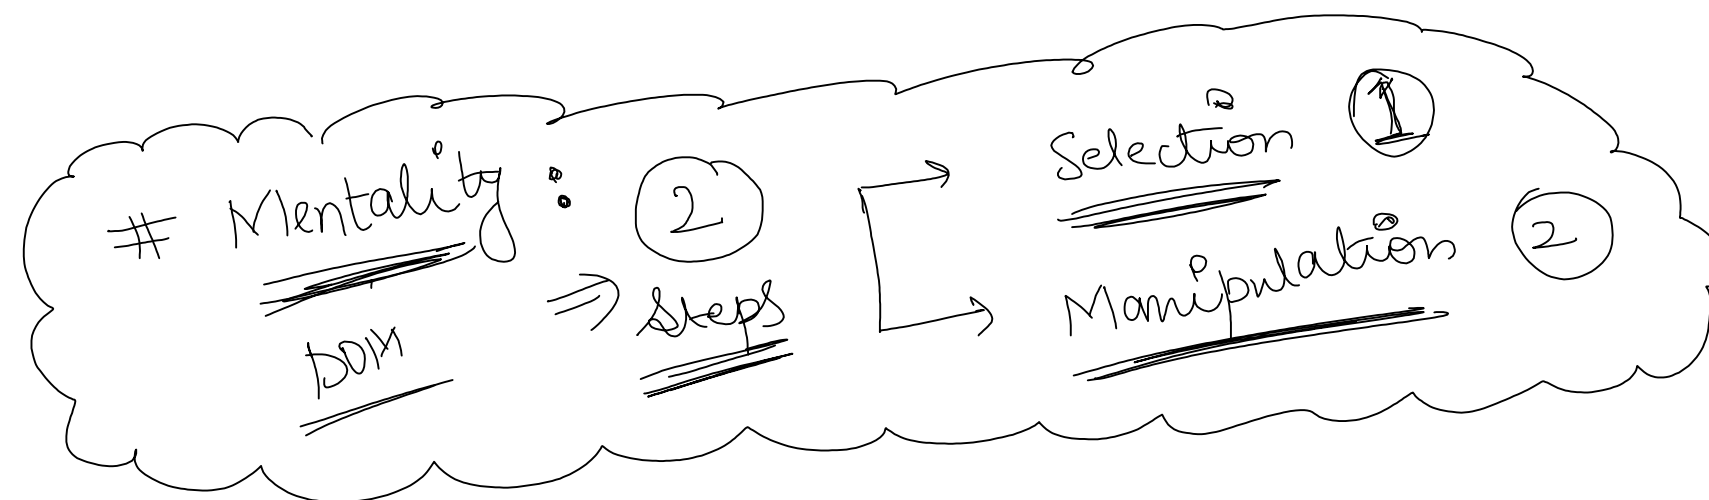 # Mentality :
DOM
⇒ 2 Steps
Selection 1
Manipulation 2